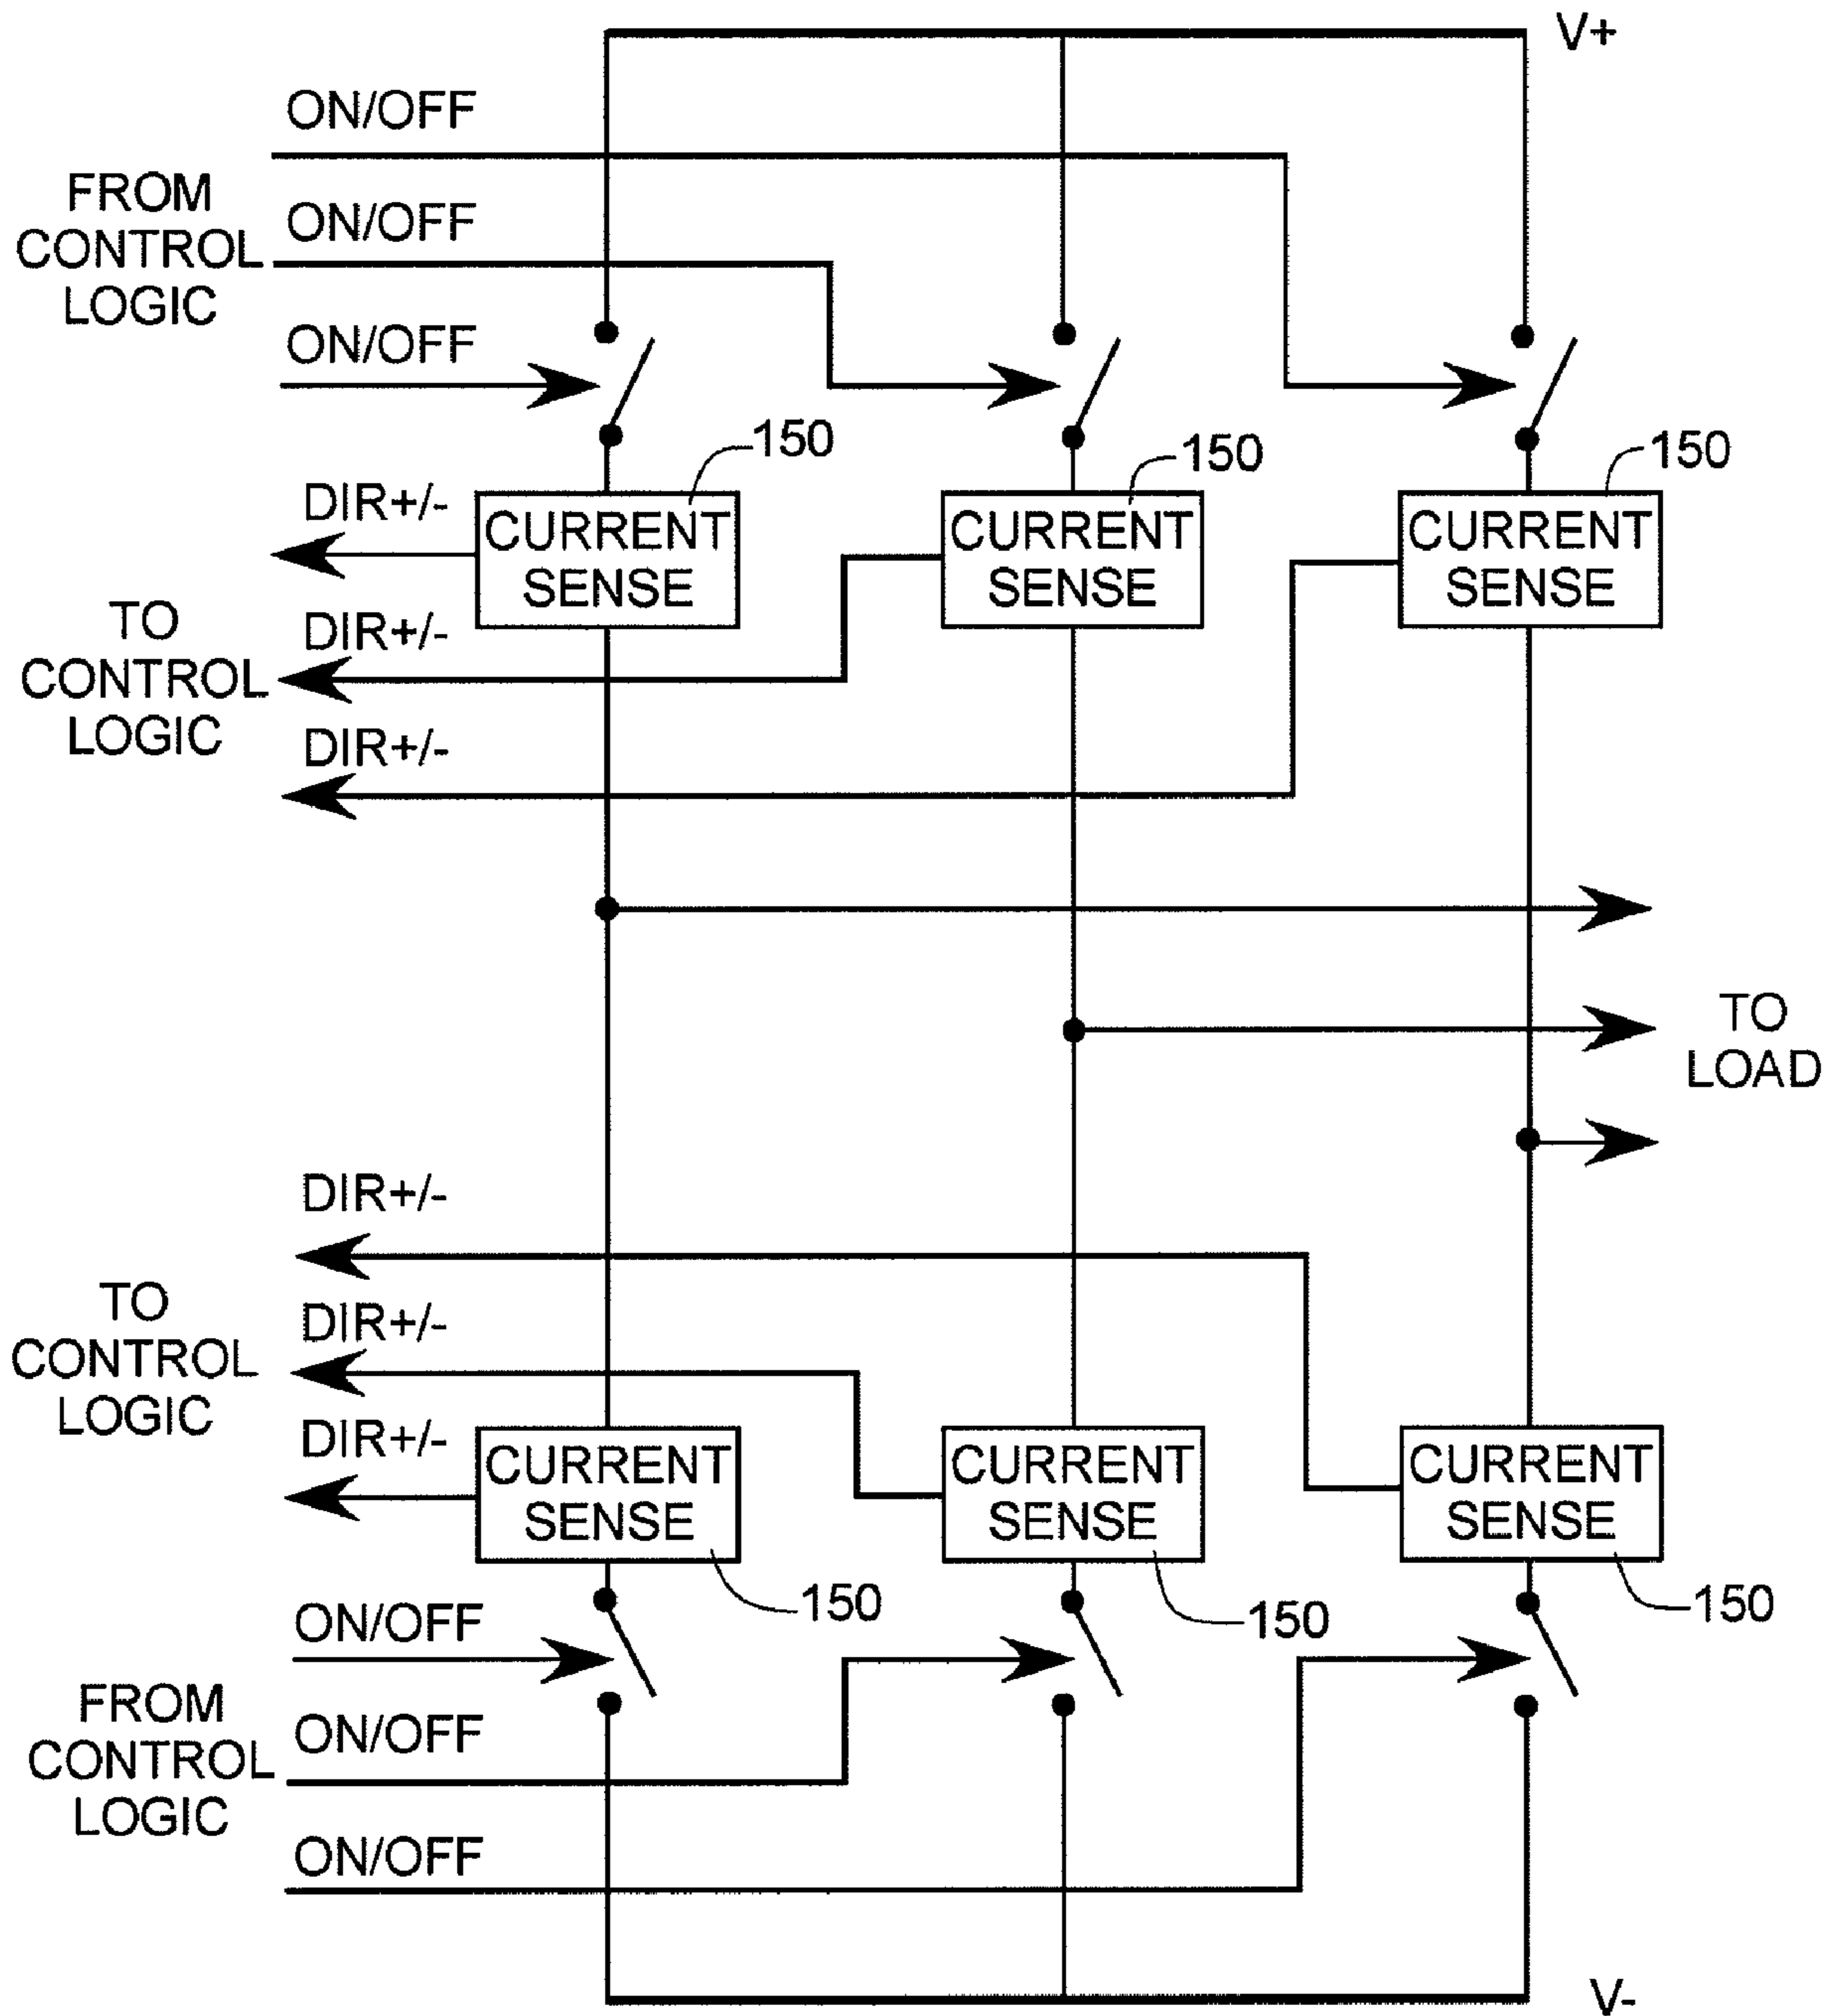 V+
ON/OFF
FROM
CONTROL
LOGIC
ON/OFF
ON/OFF
150
150
150
DIR+/-
CURRENT
SENSE
CURRENT
SENSE
CURRENT
SENSE
TO
CONTROL
LOGIC
DIR+/-
DIR+/-
TO
LOAD
DIR+/-
TO
CONTROL
LOGIC
DIR+/-
DIR+/-
CURRENT
SENSE
CURRENT
SENSE
CURRENT
SENSE
150
150
150
ON/OFF
FROM
CONTROL
LOGIC
ON/OFF
ON/OFF
V-